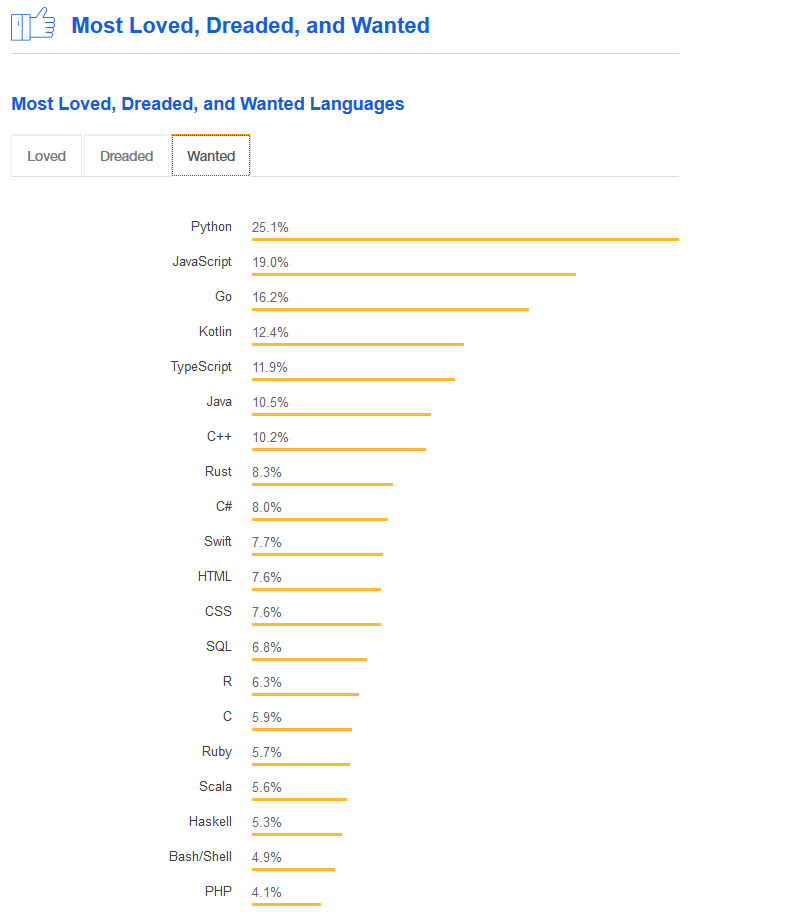 Most Loved, Dreaded, and Wanted
Most Loved, Dreaded, and Wanted Languages
Loved Dreaded Wanted
Python 25.1%
JavaScript 19.0%
Go 16.2%
Kotlin 12.4%
TypeScript 11.9%
Java 10.5%
C++ 10.2%
Rust 8.3%
C# 8.0%
Swift 7.7%
HTML 7.6%
CSS 7.6%
SQL 6.8%
R 6.3%
C 5.9%
Ruby 5.7%
Scala 5.6%
Haskell 5.3%
Bash/Shell 4.9%
PHP 4.1%